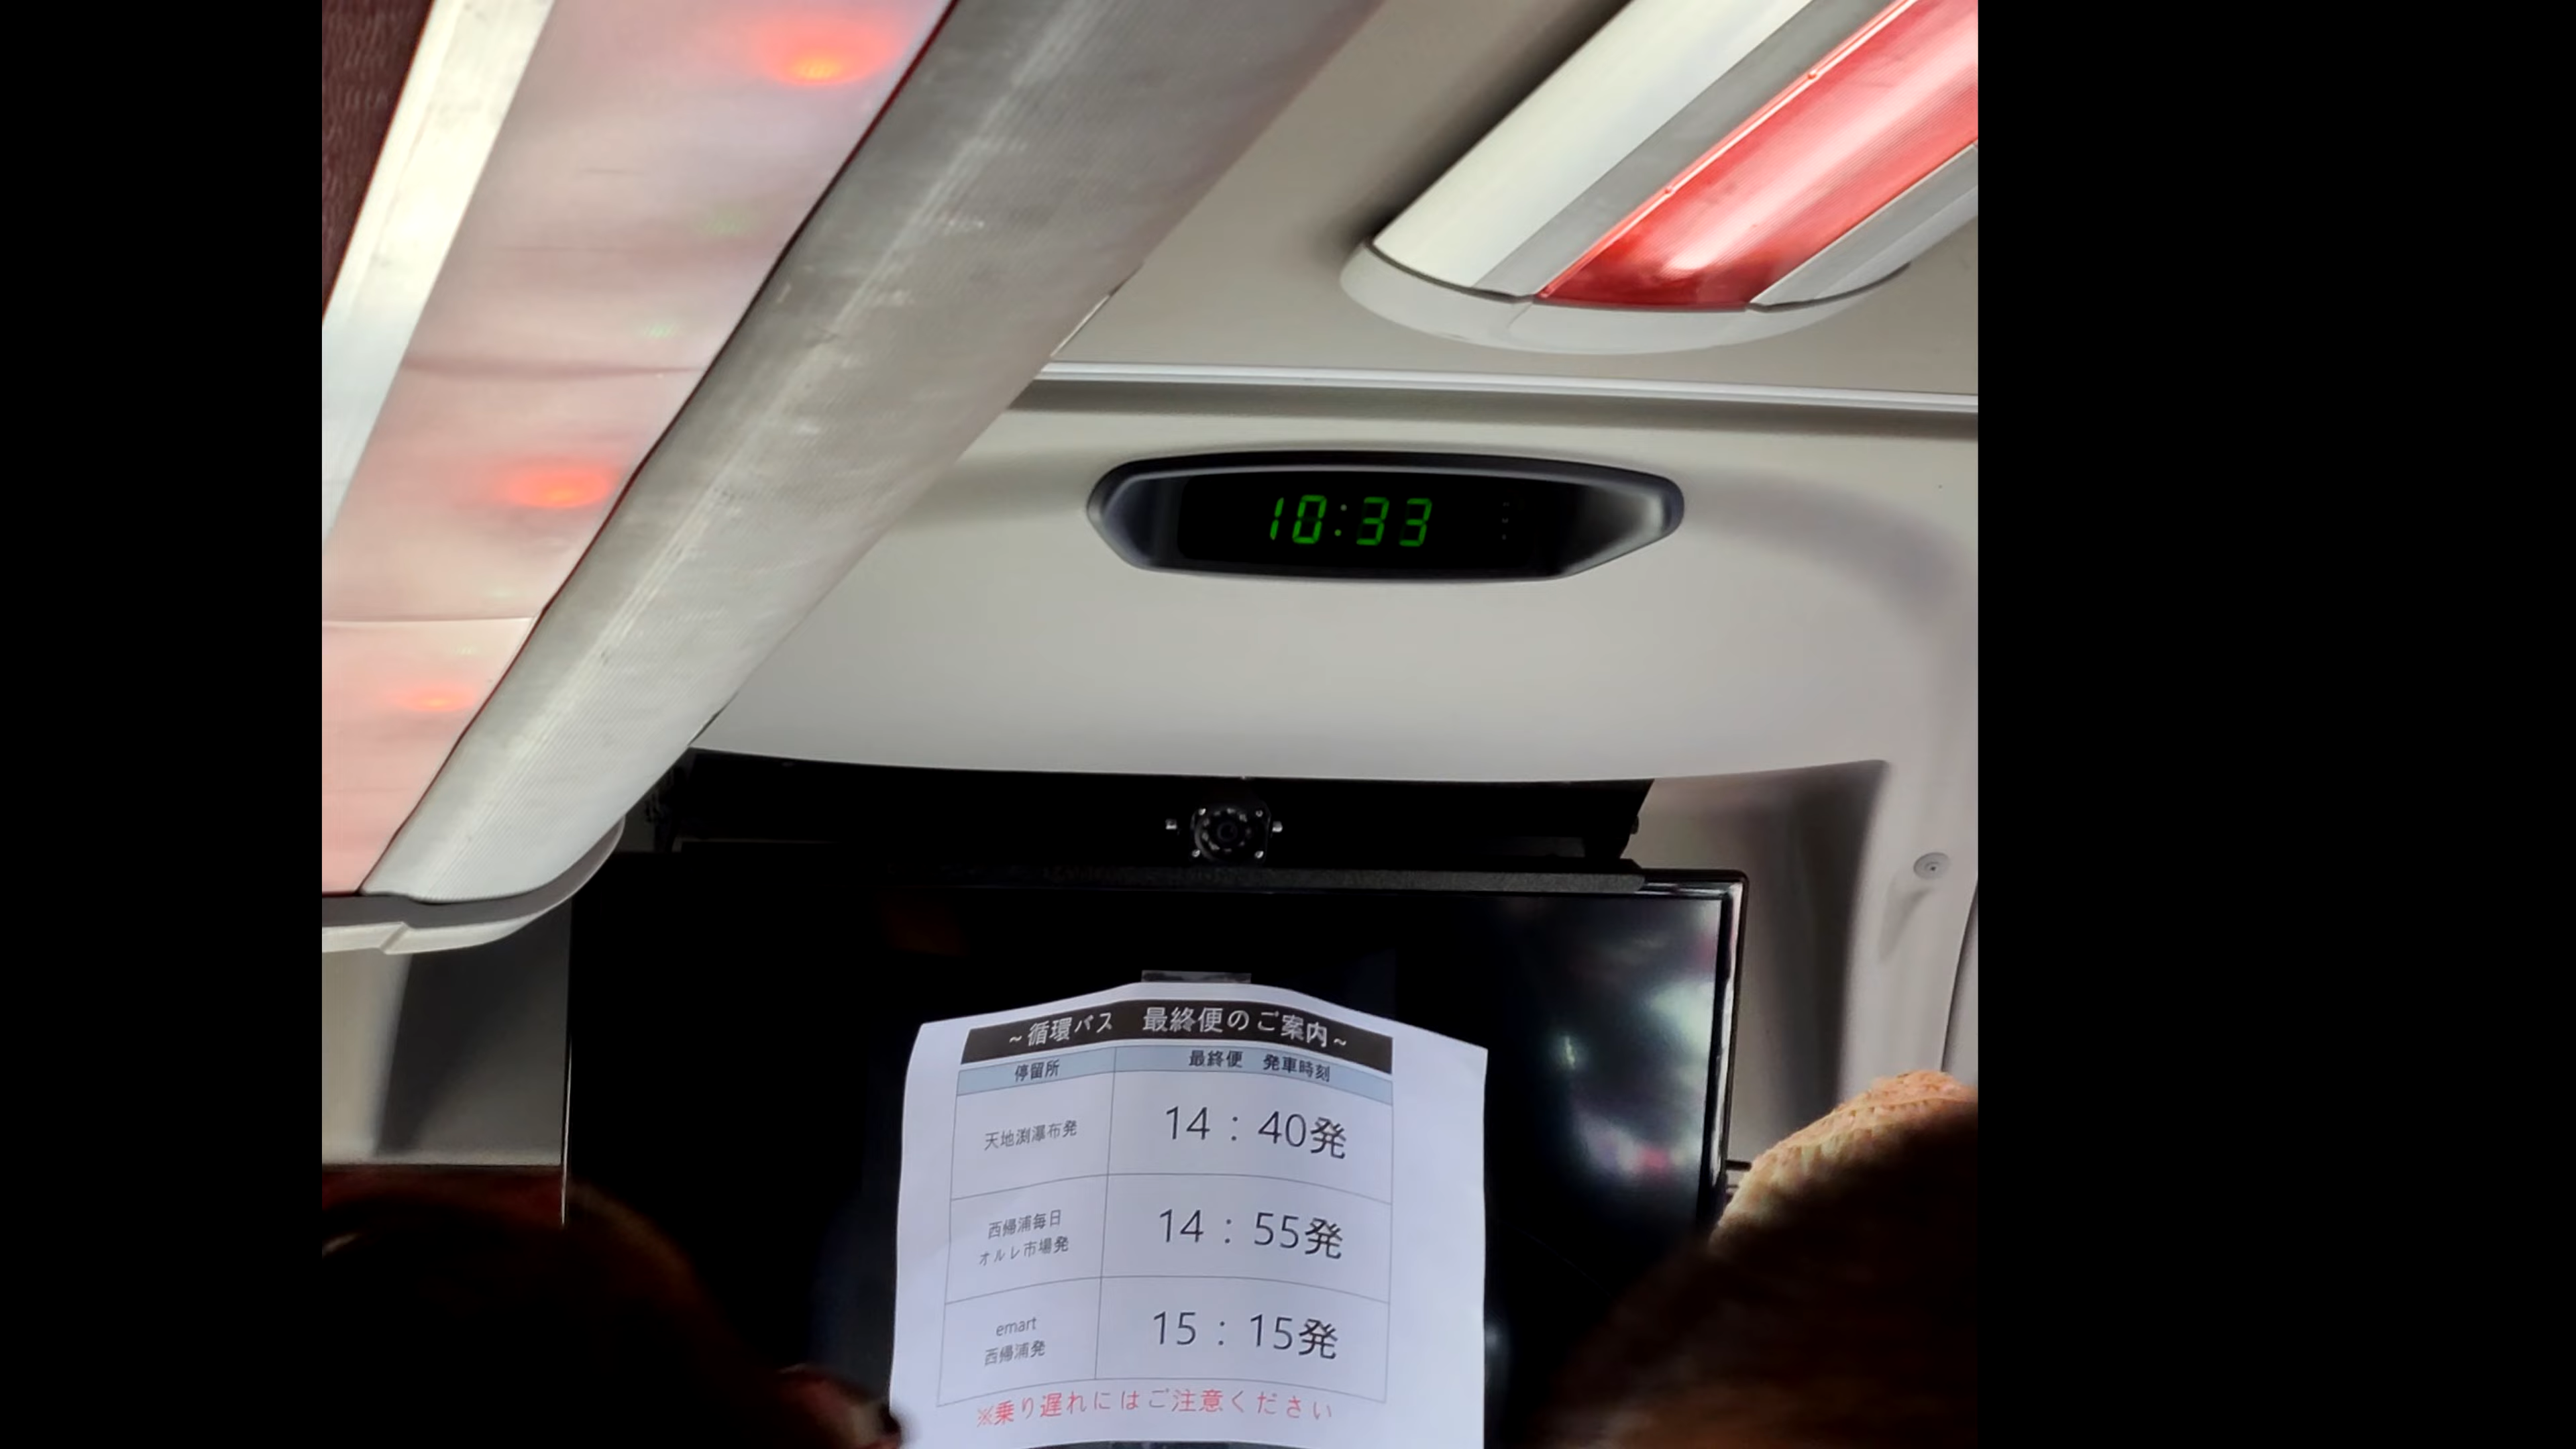 10:33
~循環バス 最終便のご案内~
停留所 最終便 発車時刻
天地渕瀑布発 14：40発
西帰浦毎日
オルレ市場発 14：55発
emart
西帰浦発 15：15発
※乗り遅れにはご注意ください